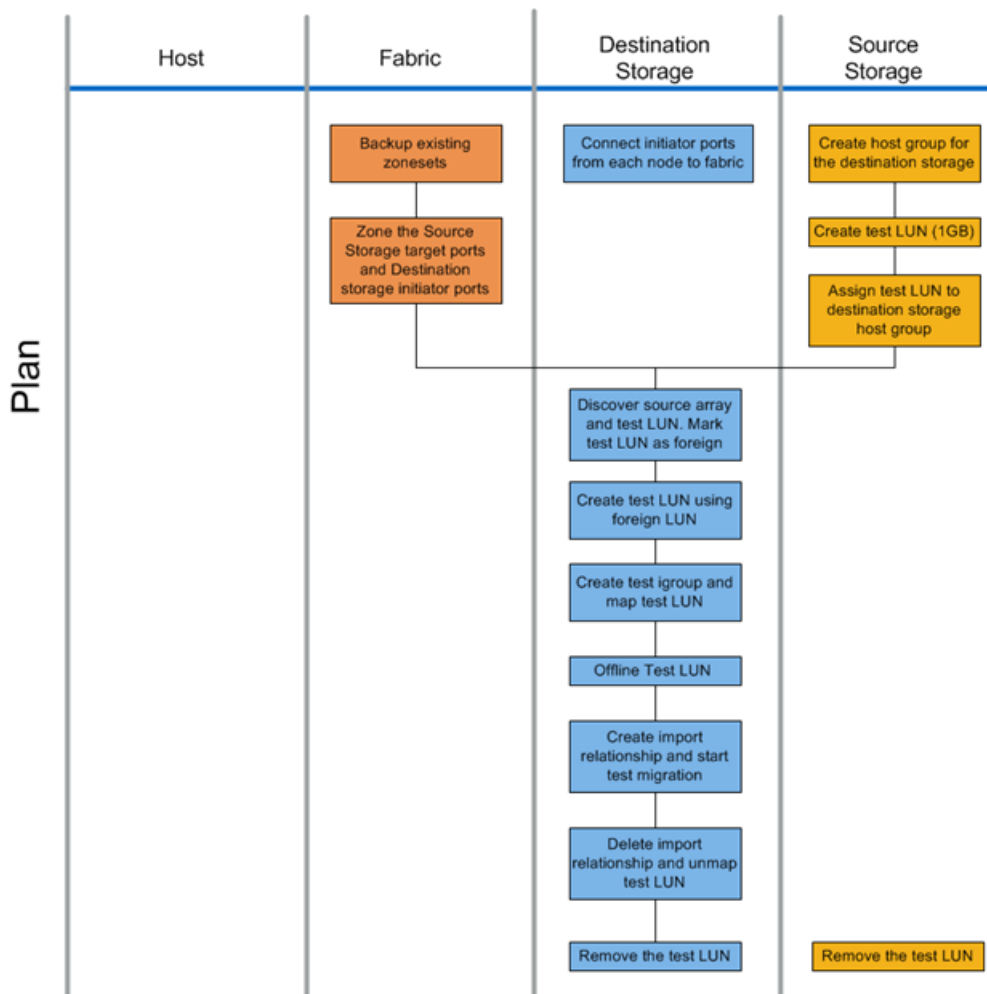 Plan
Host
Fabric
Destination
Storage
Source
Storage
Backup existing
zonesets
Zone the Source
Storage target ports
and Destination
storage initiator ports
Connect initiator ports
from each node to fabric
Create host group for
the destination storage
Create test LUN (1GB)
Assign test LUN to
destination storage
host group
Discover source array
and test LUN. Mark
test LUN as foreign
Create test LUN using
foreign LUN
Create test igroup and
map test LUN
Offline Test LUN
Create import
relationship and start
test migration
Delete import
relationship and unmap
test LUN
Remove the test LUN
Remove the test LUN